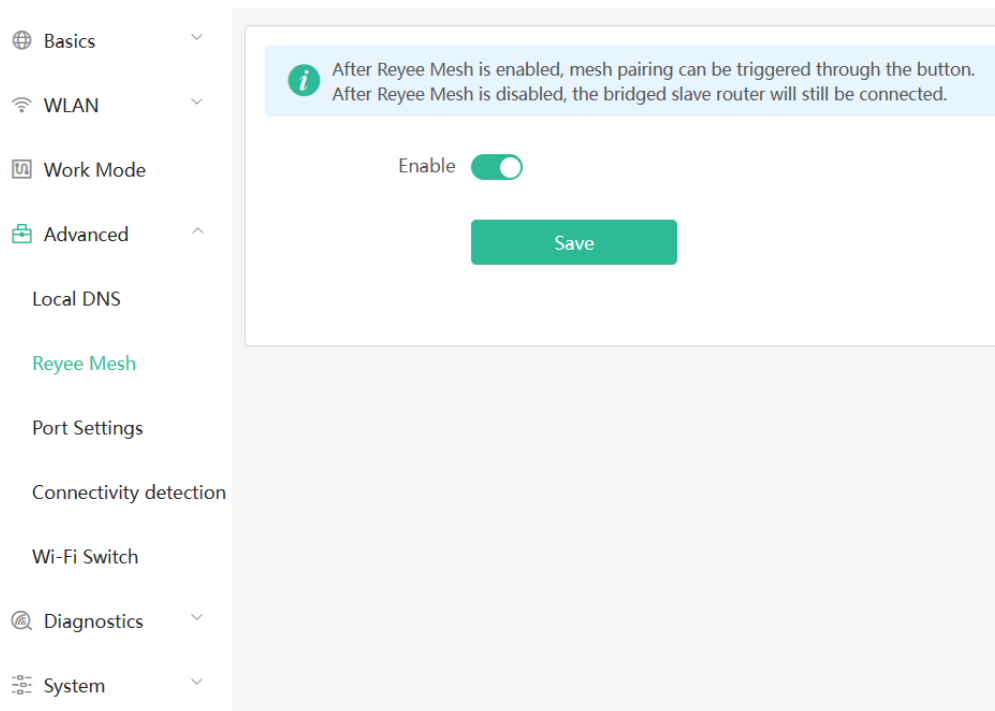 Basics
WLAN
Work Mode
Advanced
Local DNS
Reyee Mesh
Port Settings
Connectivity detection
Wi-Fi Switch
Diagnostics
System
After Reyee Mesh is enabled, mesh pairing can be triggered through the button.
After Reyee Mesh is disabled, the bridged slave router will still be connected.
Enable
Save